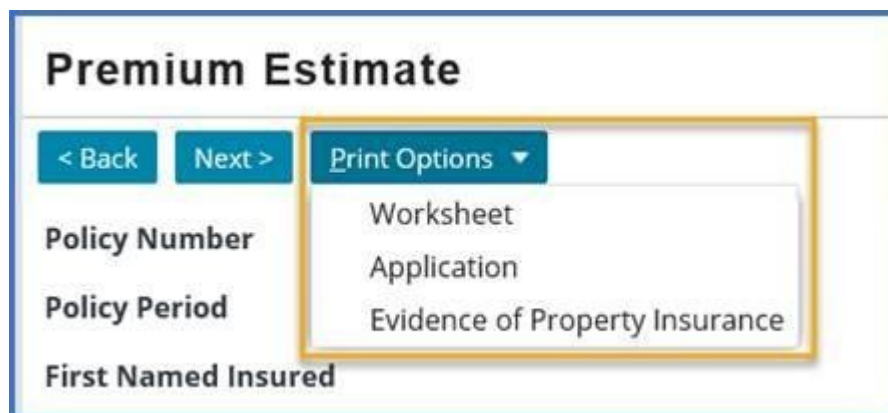 Premium Estimate
< Back
Next >
Print Options
Worksheet
Application
Evidence of Property Insurance
Policy Number
Policy Period
First Named Insured